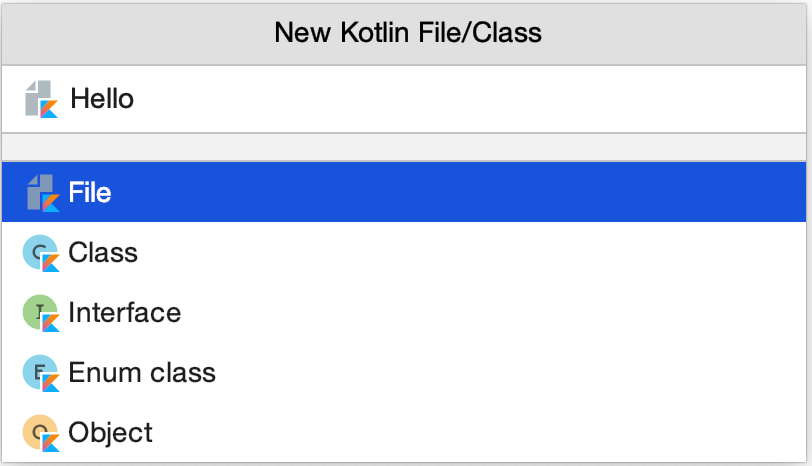 New Kotlin File/Class
Hello
File
C Class
I Interface
E Enum class
O Object